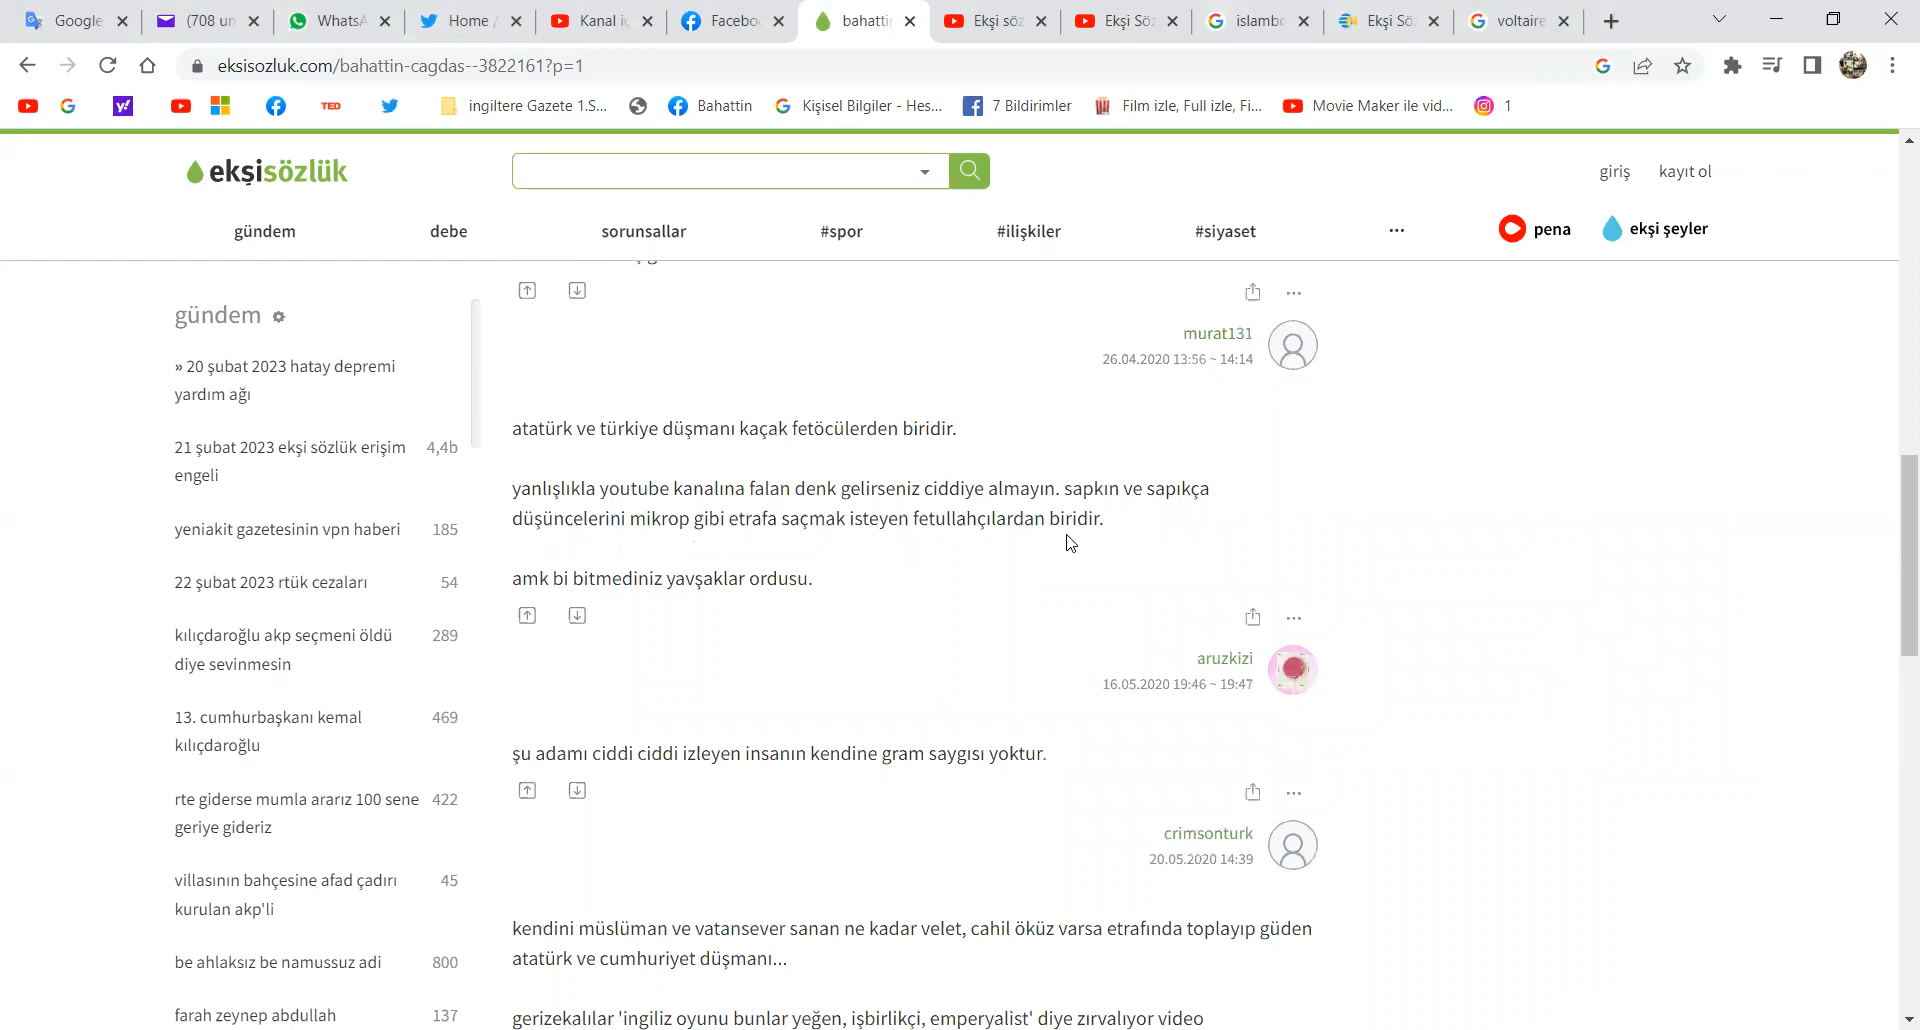 Google
(708 un
WhatsA
Home /
Kanal iç
Facebo
bahattin
Ekşi söz
Ekşi Söz
islambo
Ekşi Sö
voltaire
eksisozluk.com/bahattin-cagdas--3822161?p=1
TED
ingiltere Gazete 1.S...
Bahattin
Kişisel Bilgiler - Hes...
7 Bildirimler
Film izle, Full izle, Fi...
Movie Maker ile vid...
1
ekşisözlük
giriş
kayıt ol
gündem
debe
sorunsallar
#spor
#ilişkiler
#siyaset
...
pena
ekşi şeyler
gündem
» 20 şubat 2023 hatay depremi
yardım ağı
21 şubat 2023 ekşi sözlük erişim 4,4b
engeli
yeniakit gazetesinin vpn haberi 185
22 şubat 2023 rtük cezaları 54
kılıçdaroğlu akp seçmeni öldü 289
diye sevinmesin
13. cumhurbaşkanı kemal 469
kılıçdaroğlu
rte giderse mumla ararız 100 sene 422
geriye gideriz
villasının bahçesine afad çadırı 45
kurulan akp'li
be ahlaksız be namussuz adi 800
farah zeynep abdullah 137
murat131
26.04.2020 13:56 ~ 14:14
atatürk ve türkiye düşmanı kaçak fetöcülerden biridir.
yanlışlıkla youtube kanalına falan denk gelirseniz ciddiye almayın. sapkın ve sapıkça
düşüncelerini mikrop gibi etrafa saçmak isteyen fetullahçılardan biridir.
amk bi bitmediniz yavşaklar ordusu.
aruzkizi
16.05.2020 19:46 ~ 19:47
şu adamı ciddi ciddi izleyen insanın kendine gram saygısı yoktur.
crimsonturk
20.05.2020 14:39
kendini müslüman ve vatansever sanan ne kadar velet, cahil öküz varsa etrafında toplayıp güden
atatürk ve cumhuriyet düşmanı...
gerizekalılar 'ingiliz oyunu bunlar yeğen, işbirlikçi, emperyalist' diye zırvalıyor video